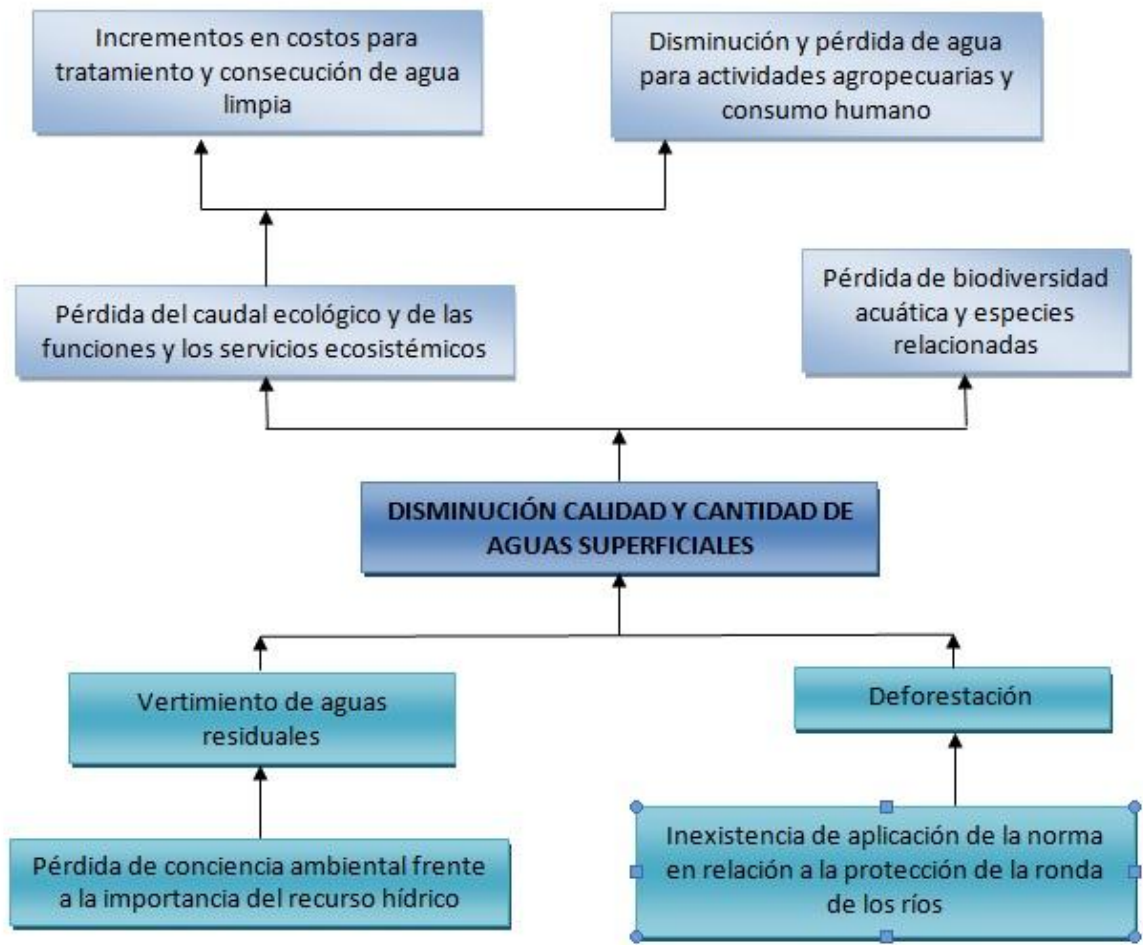 Incrementos en costos para
tratamiento y consecución de agua
limpia
Disminución y pérdida de agua
para actividades agropecuarias y
consumo humano
Pérdida del caudal ecológico y de las
funciones y los servicios ecosistémicos
Pérdida de biodiversidad
acuática y especies
relacionadas
DISMINUCIÓN CALIDAD Y CANTIDAD DE
AGUAS SUPERFICIALES
Vertimiento de aguas
residuales
Deforestación
Pérdida de conciencia ambiental frente
a la importancia del recurso hídrico
Inexistencia de aplicación de la norma
en relación a la protección de la ronda
de los ríos